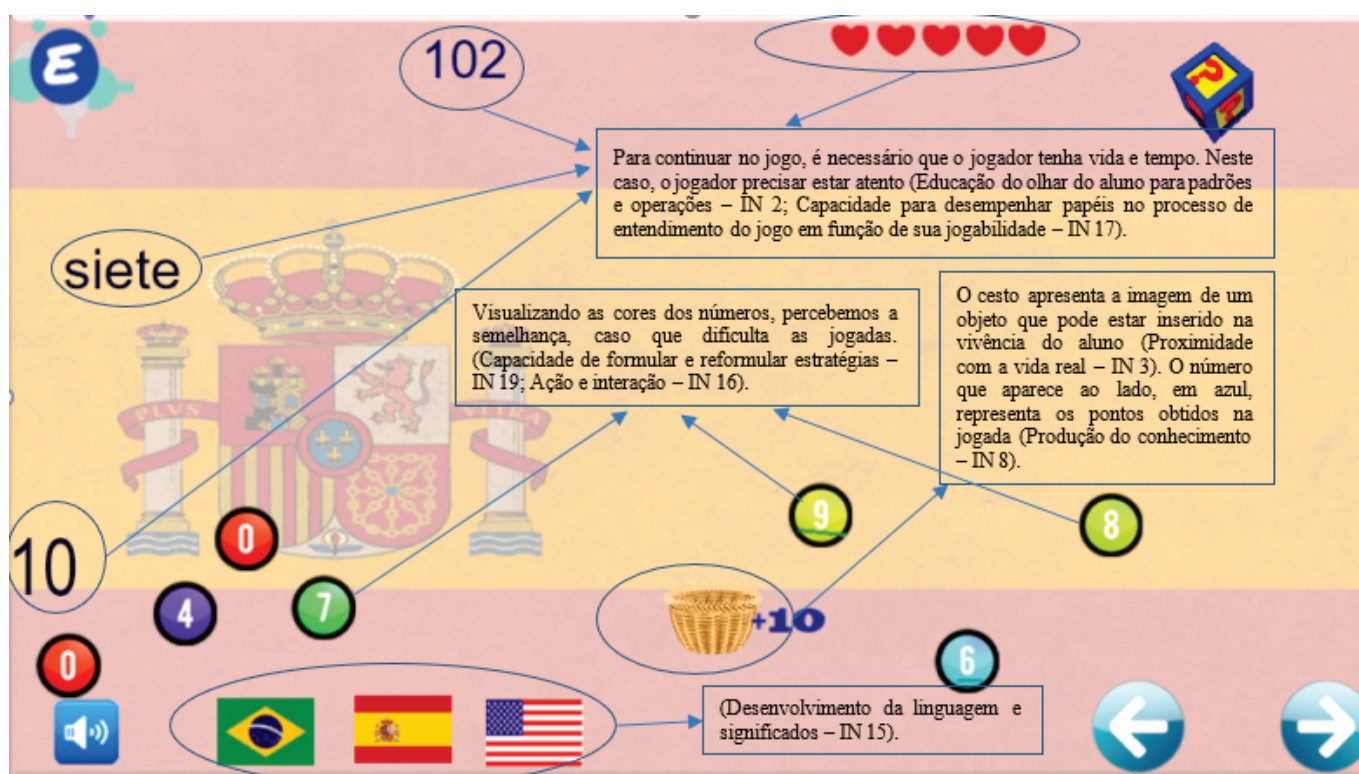 E
102
?
Para continuar no jogo, é necessário que o jogador tenha vida e tempo. Neste
caso, o jogador precisar estar atento (Educação do olhar do aluno para padrões
e operações – IN 2; Capacidade para desempenhar papéis no processo de
entendimento do jogo em função de sua jogabilidade – IN 17).
siete
Visualizando as cores dos números, percebemos a
semelhança, caso que dificulta as jogadas.
(Capacidade de formular e reformular estratégias –
IN 19; Ação e interação – IN 16).
O cesto apresenta a imagem de um
objeto que pode estar inserido na
vivência do aluno (Proximidade
com a vida real – IN 3). O número
que aparece ao lado, em azul,
representa os pontos obtidos na
jogada (Produção do conhecimento
– IN 8).
PLVS
VLTRA
9
8
0
10
4
7
+10
0
6
(Desenvolvimento da linguagem e
significados – IN 15).